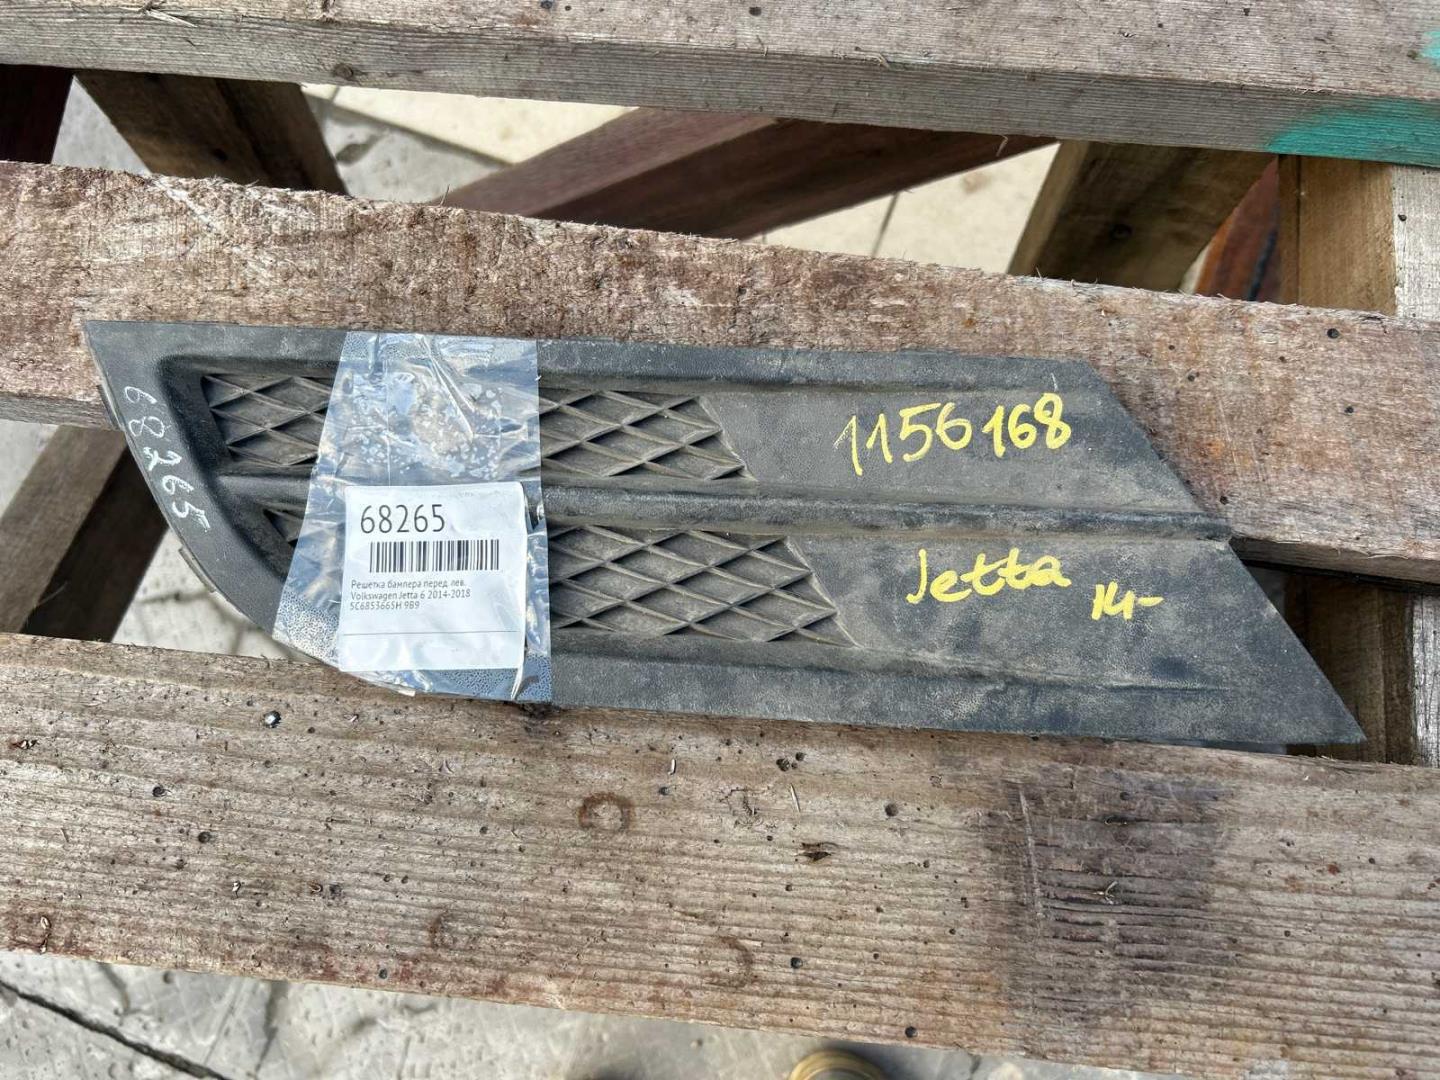 68265
1156168
68265
Решетка бампера перед. лев.
Volkswagen Jetta 6 2014-2018
5C6853665H 9B9
Jetta 14-